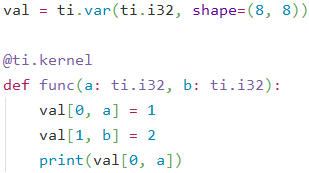 val = ti.var(ti.i32, shape=(8, 8))

@ti.kernel
def func(a: ti.i32, b: ti.i32):
    val[0, a] = 1
    val[1, b] = 2
    print(val[0, a])